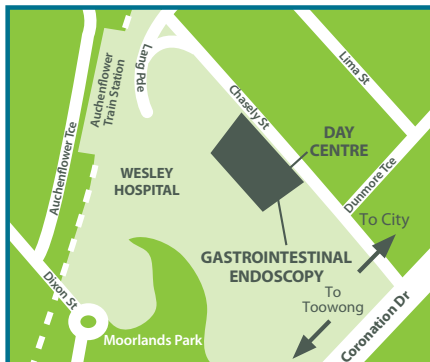 Auchenflower
Train Station
Lang Pde
Lima St
Chasely St
DAY
CENTRE
Auchenflower Tce
WESLEY
HOSPITAL
Dunmore Tce
To City
GASTROINTESTINAL
ENDOSCOPY
Dixon St
To
Toowong
Coronation Dr
Moorlands Park